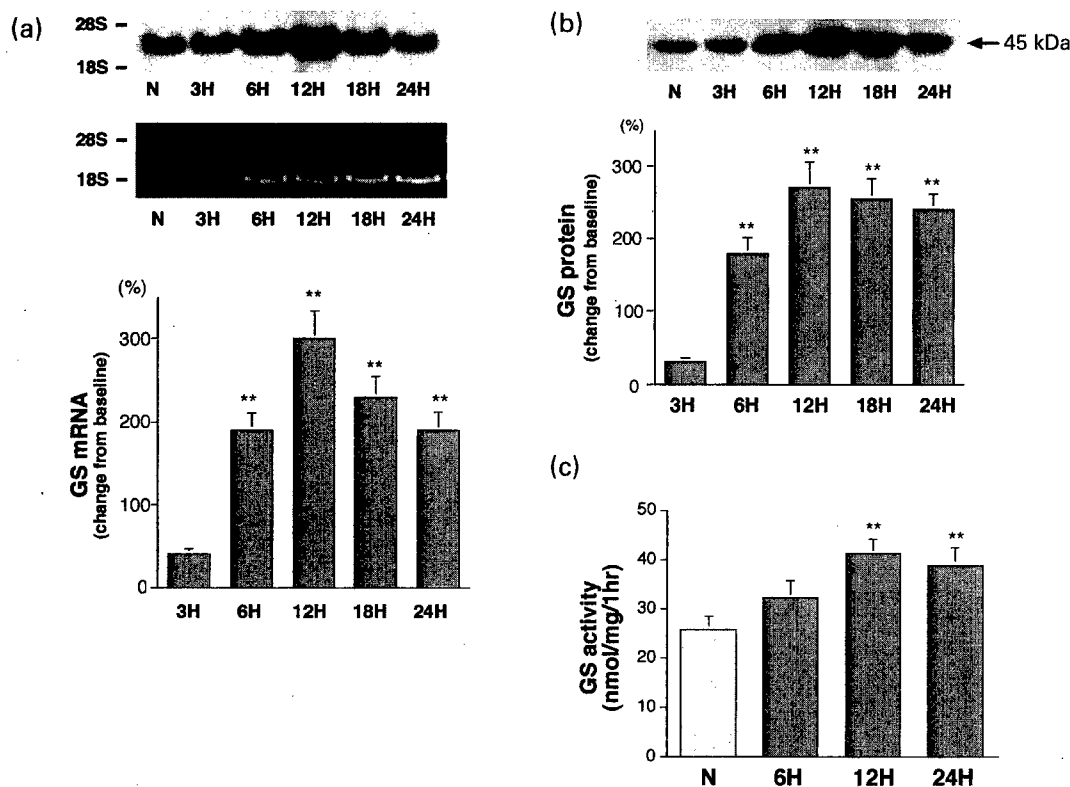 (a)
28S –
18S –
N 3H 6H 12H 18H 24H
28S –
18S –
N 3H 6H 12H 18H 24H
(%)
300
200
100
0
GS mRNA
(change from baseline)
** ** ** **
3H 6H 12H 18H 24H
(b)
← 45 kDa
N 3H 6H 12H 18H 24H
(%)
300
200
100
0
GS protein
(change from baseline)
** ** ** **
3H 6H 12H 18H 24H
(c)
50
40
30
20
10
0
GS activity
(nmol/mg/1hr)
** **
N 6H 12H 24H